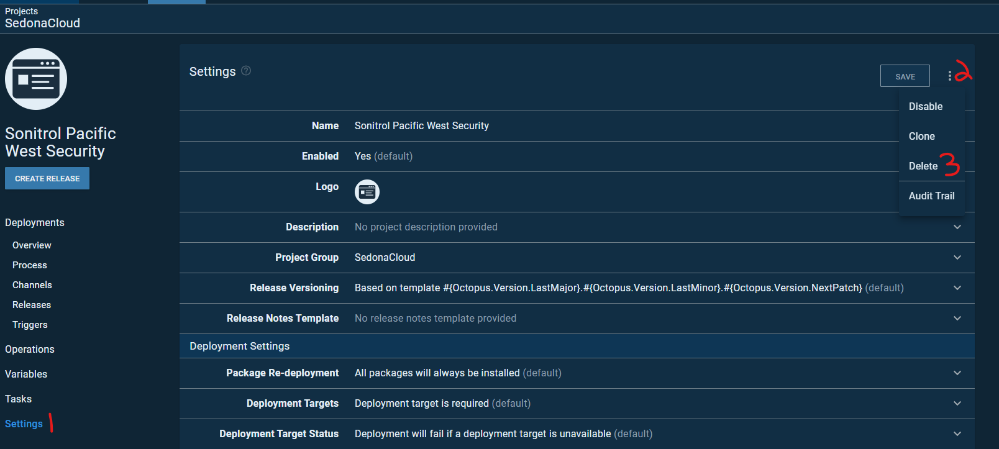 Projects
SedonaCloud
Sonitrol Pacific
West Security
CREATE RELEASE
Deployments
Overview
Process
Channels
Releases
Triggers
Operations
Variables
Tasks
Settings 1
Settings ?
SAVE 2
Disable
Clone
Delete 3
Audit Trail
Name Sonitrol Pacific West Security
Enabled Yes (default)
Logo
Description No project description provided
Project Group SedonaCloud
Release Versioning Based on template #{Octopus.Version.LastMajor}.#{Octopus.Version.LastMinor}.#{Octopus.Version.NextPatch} (default)
Release Notes Template No release notes template provided
Deployment Settings
Package Re-deployment All packages will always be installed (default)
Deployment Targets Deployment target is required (default)
Deployment Target Status Deployment will fail if a deployment target is unavailable (default)